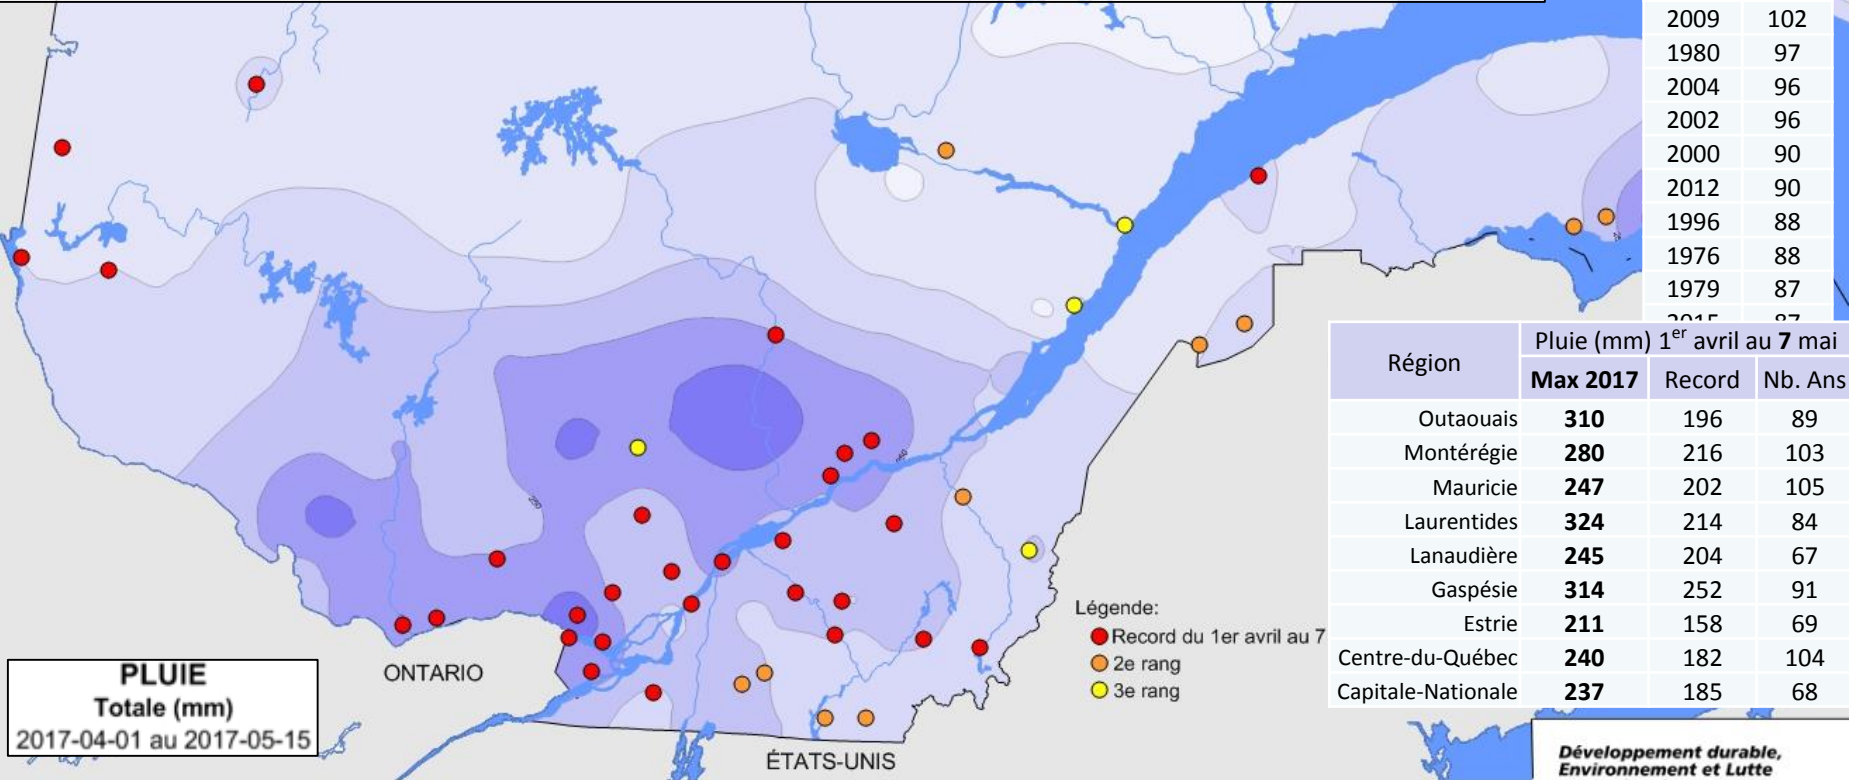 2009 102
1980 97
2004 96
2002 96
2000 90
2012 90
1996 88
1976 88
1979 87
2015 87
Région
Pluie (mm) 1er avril au 7 mai
Max 2017 Record Nb. Ans
Outaouais 310 196 89
Montérégie 280 216 103
Mauricie 247 202 105
Laurentides 324 214 84
Lanaudière 245 204 67
Gaspésie 314 252 91
Estrie 211 158 69
Centre-du-Québec 240 182 104
Capitale-Nationale 237 185 68
Légende:
Record du 1er avril au 7
2e rang
3e rang
ONTARIO
ÉTATS-UNIS
PLUIE
Totale (mm)
2017-04-01 au 2017-05-15
Développement durable,
Environnement et Lutte